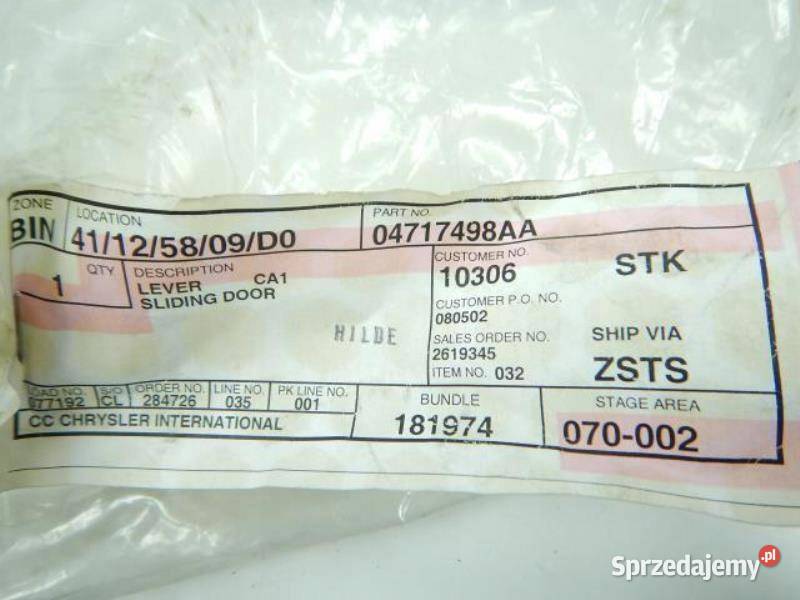 ZONE LOCATION PART NO.
BIN 41/12/58/09/D0 04717498AA
QTY DESCRIPTION CUSTOMER NO.
1 LEVER CA1 10306 STK
SLIDING DOOR CUSTOMER P.O. NO.
080502
HILDE SALES ORDER NO. SHIP VIA
2619345
ITEM NO. 032 ZSTS
LOAD NO. S/O ORDER NO. LINE NO. PK LINE NO. BUNDLE STAGE AREA
677192 CL 284726 035 001 181974 070-002
CC CHRYSLER INTERNATIONAL
Sprzedajemy.pl